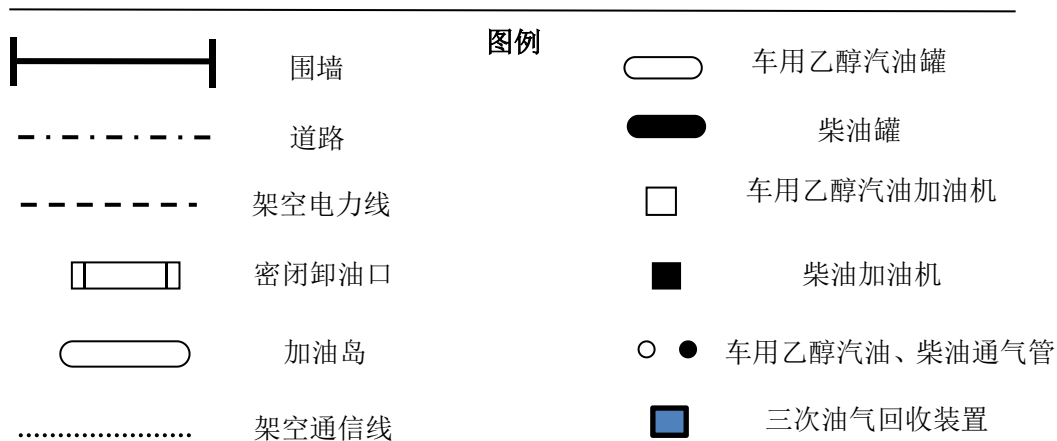 图例
围墙
车用乙醇汽油罐
道路
柴油罐
架空电力线
车用乙醇汽油加油机
密闭卸油口
柴油加油机
加油岛
车用乙醇汽油、柴油通气管
架空通信线
三次油气回收装置